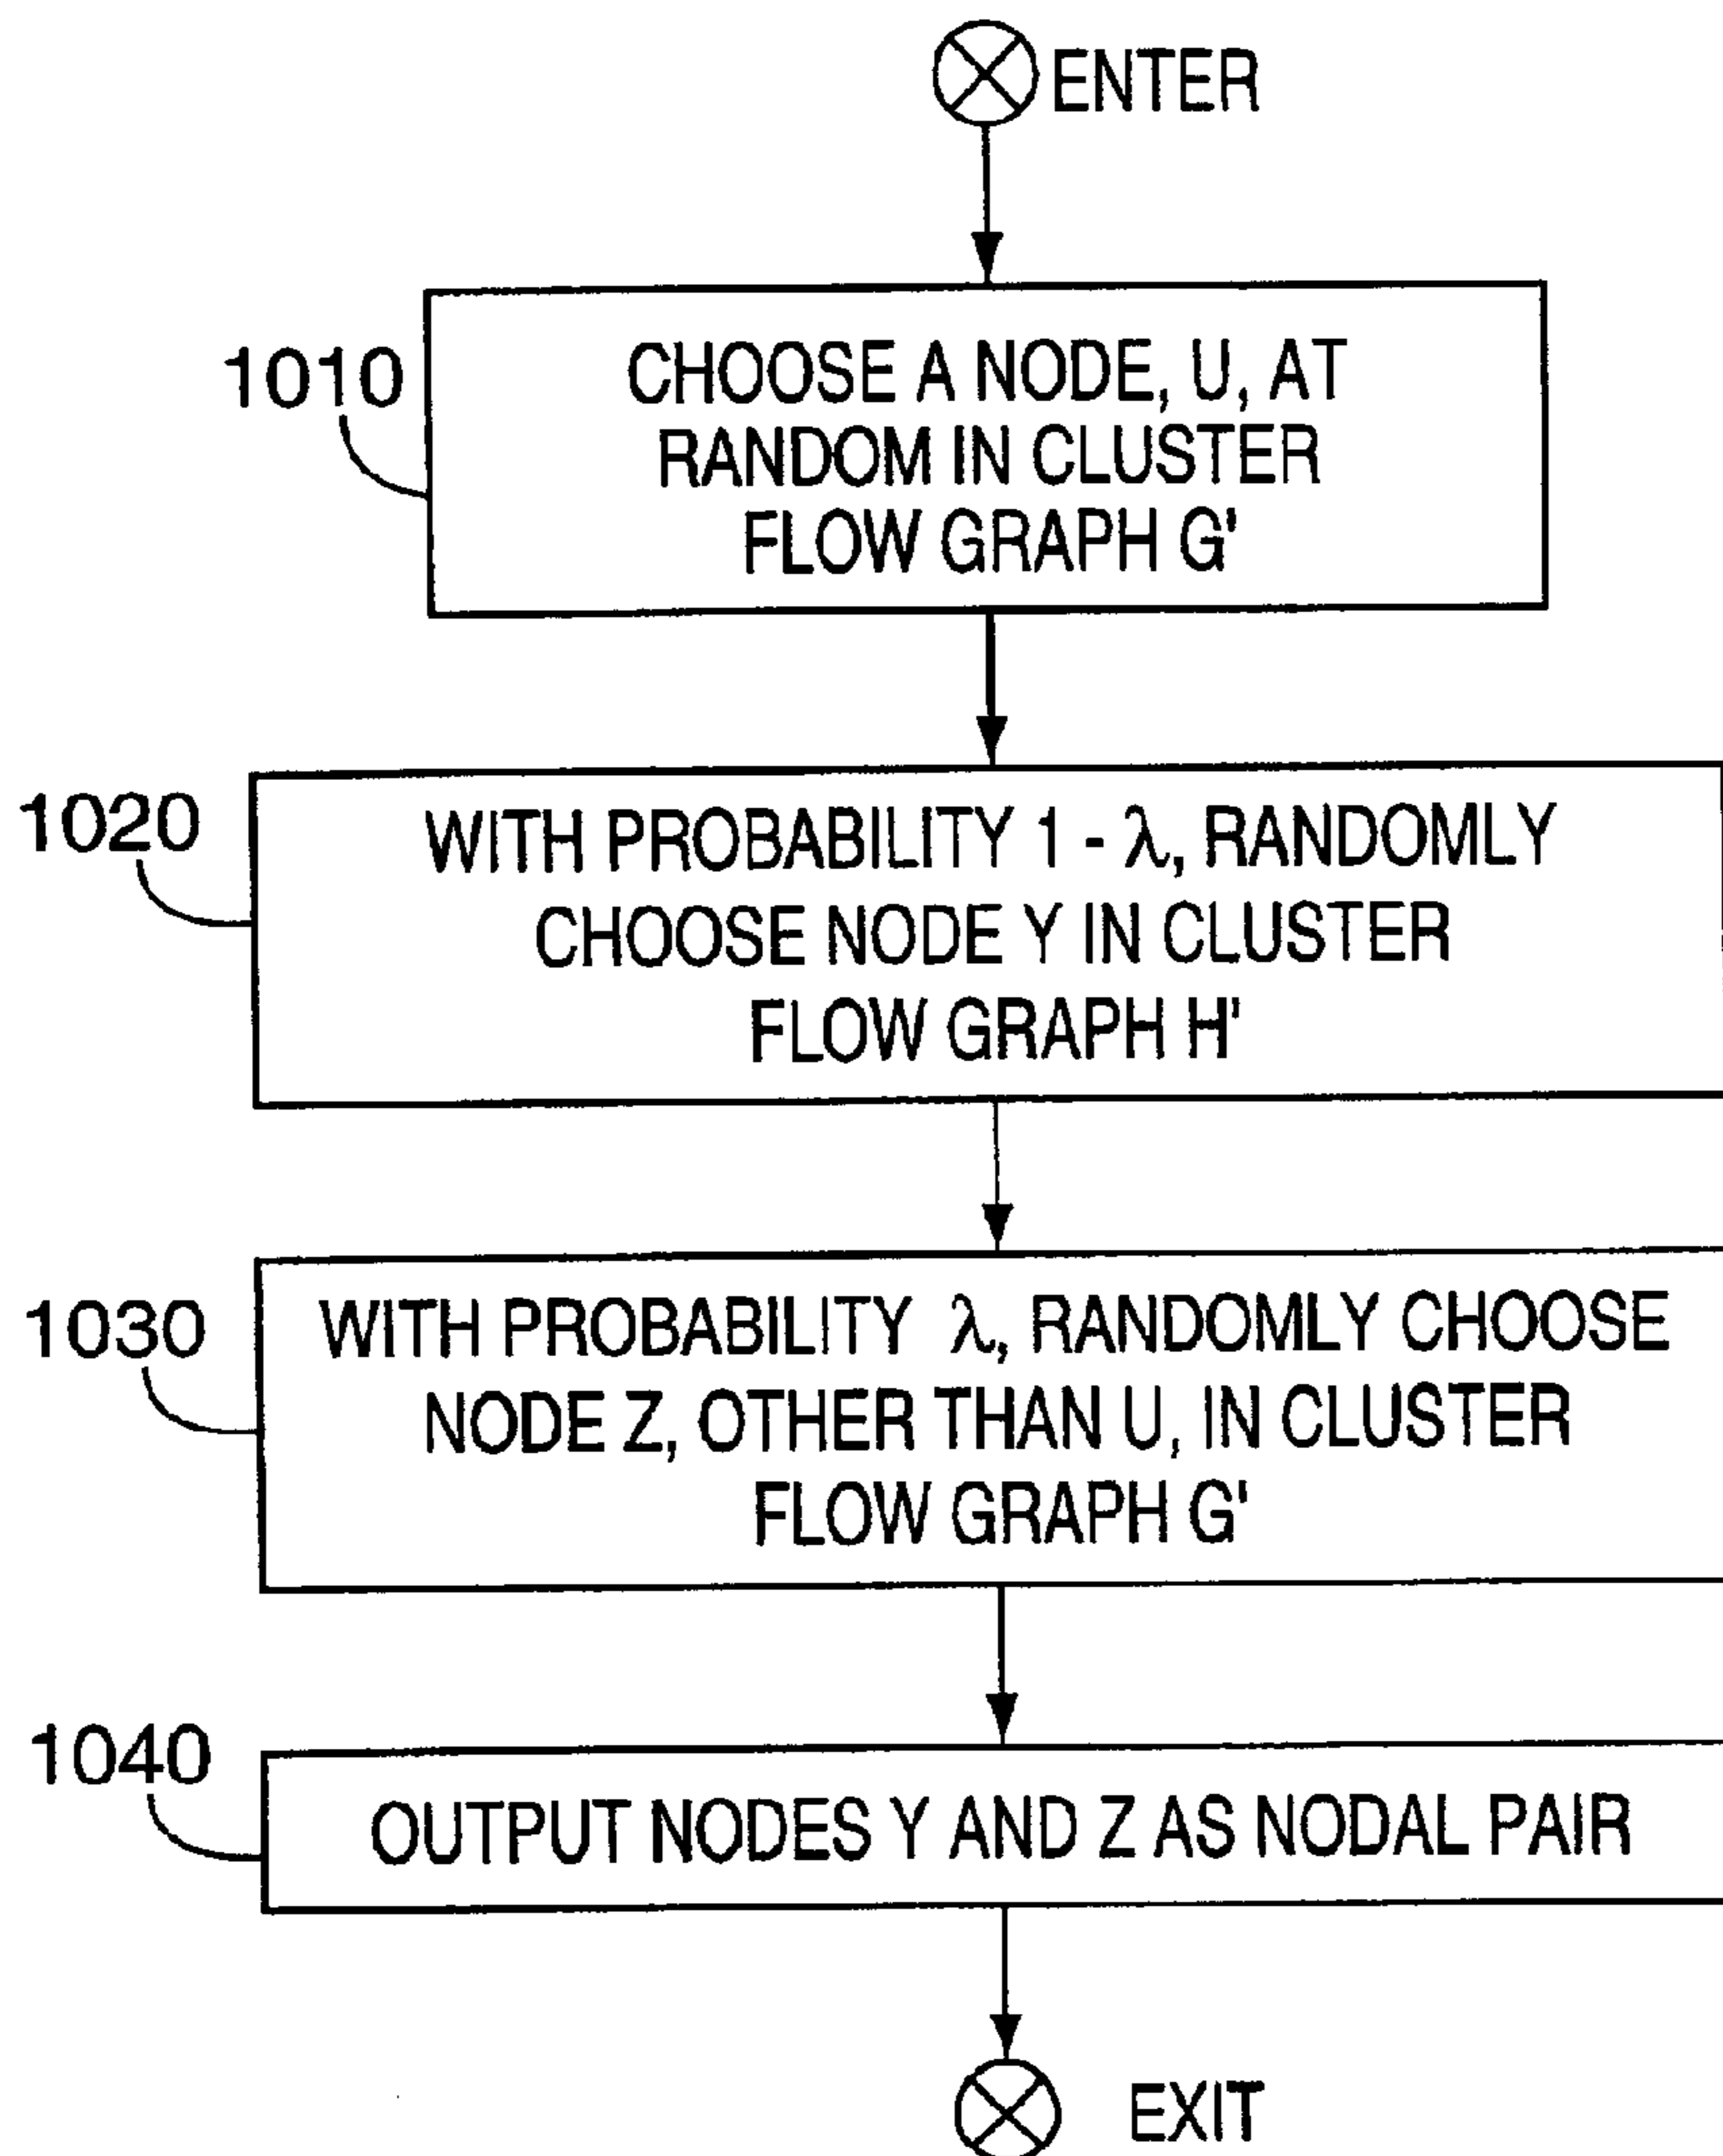 ENTER
1010
CHOOSE A NODE, U, AT
RANDOM IN CLUSTER
FLOW GRAPH G'
1020
WITH PROBABILITY 1 - λ, RANDOMLY
CHOOSE NODE Y IN CLUSTER
FLOW GRAPH H'
1030
WITH PROBABILITY λ, RANDOMLY CHOOSE
NODE Z, OTHER THAN U, IN CLUSTER
FLOW GRAPH G'
1040
OUTPUT NODES Y AND Z AS NODAL PAIR
EXIT